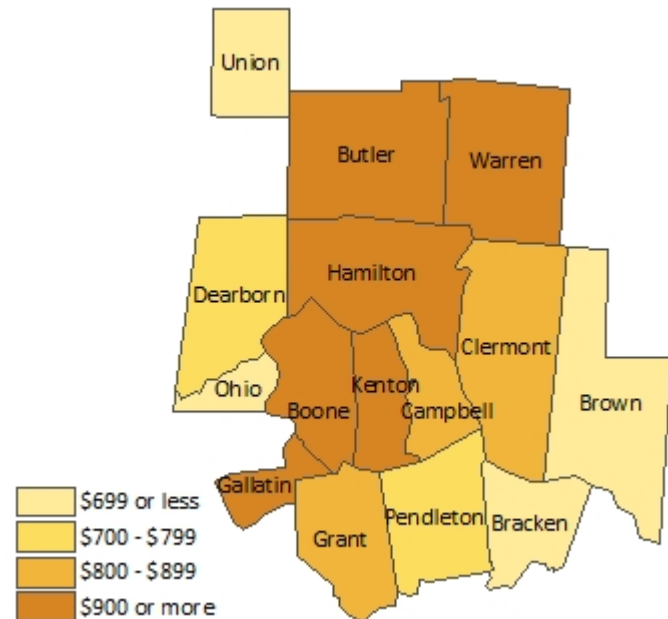 Union
Butler
Warren
Hamilton
Dearborn
Clermont
Ohio
Kenton
Boone
Campbell
Brown
Gallatin
Grant
Pendleton
Bracken
$699 or less
$700 - $799
$800 - $899
$900 or more